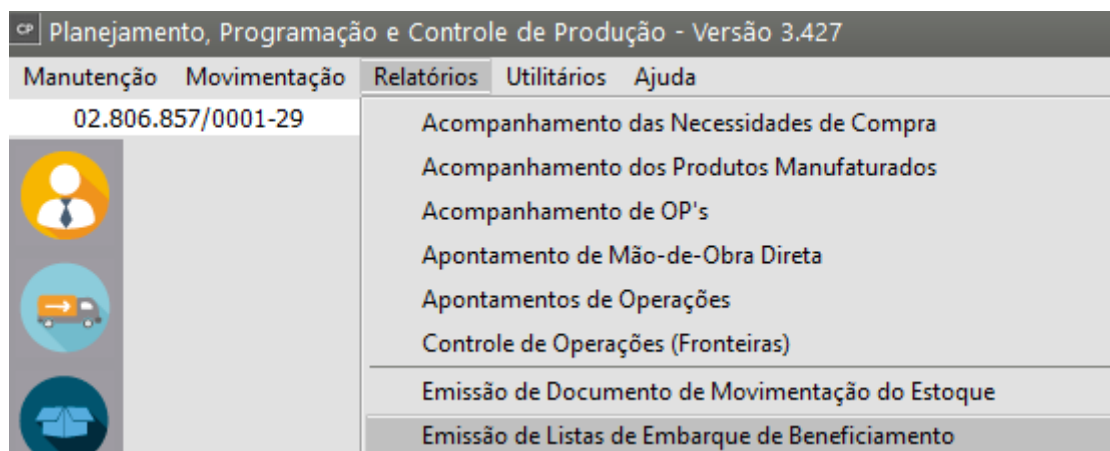 CP Planejamento, Programação e Controle de Produção - Versão 3.427
Manutenção Movimentação Relatórios Utilitários Ajuda
02.806.857/0001-29
Acompanhamento das Necessidades de Compra
Acompanhamento dos Produtos Manufaturados
Acompanhamento de OP's
Apontamento de Mão-de-Obra Direta
Apontamentos de Operações
Controle de Operações (Fronteiras)
Emissão de Documento de Movimentação do Estoque
Emissão de Listas de Embarque de Beneficiamento